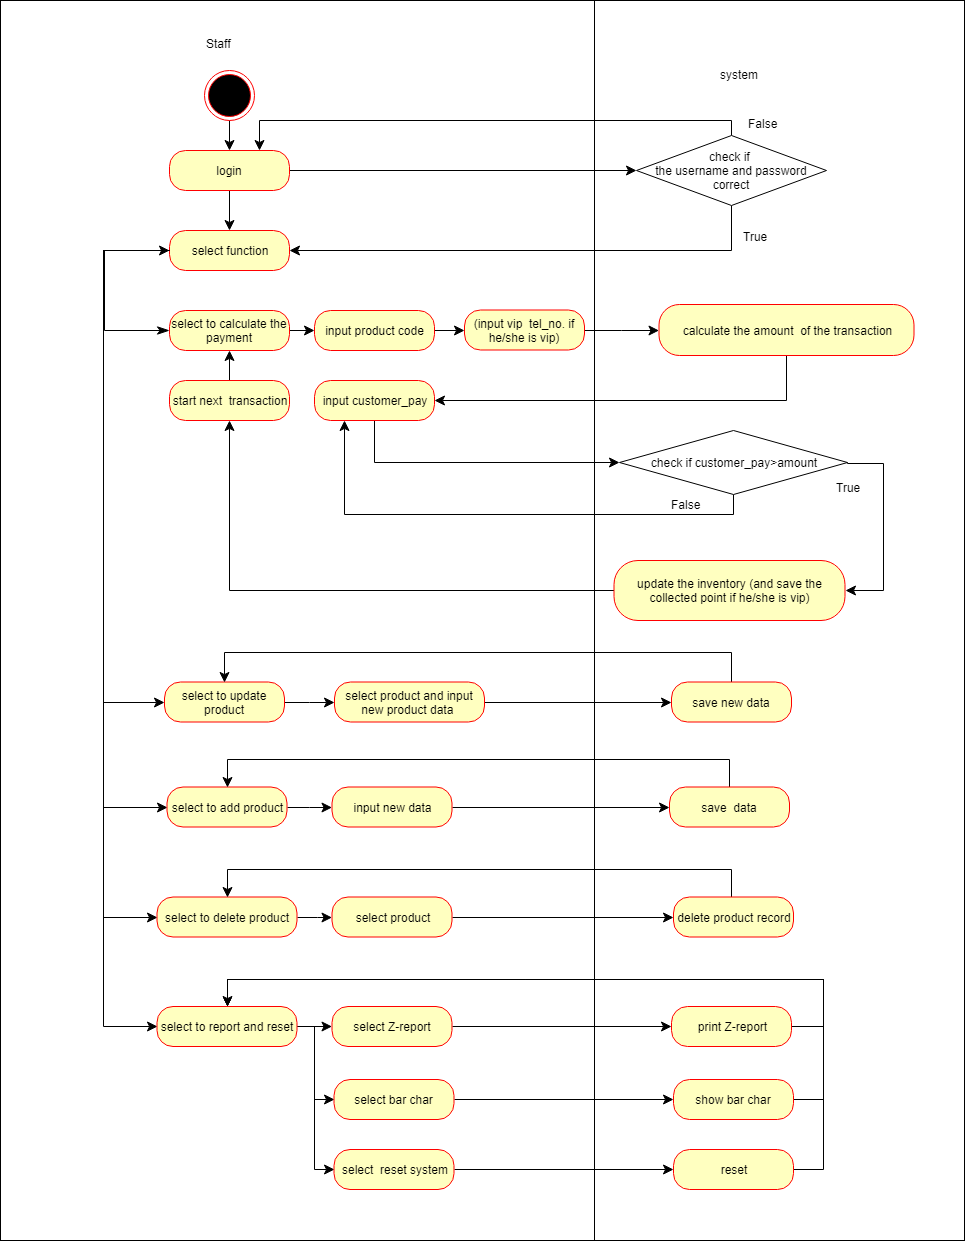 Staff
system
False
check if
the username and password
correct
login
True
select function
select to calculate the
payment
input product code
(input vip tel_no. if
he/she is vip)
calculate the amount of the transaction
start next transaction
input customer_pay
check if customer_pay>amount
True
False
update the inventory (and save the
collected point if he/she is vip)
select to update
product
select product and input
new product data
save new data
select to add product
input new data
save data
select to delete product
select product
delete product record
select to report and reset
select Z-report
print Z-report
select bar char
show bar char
select reset system
reset